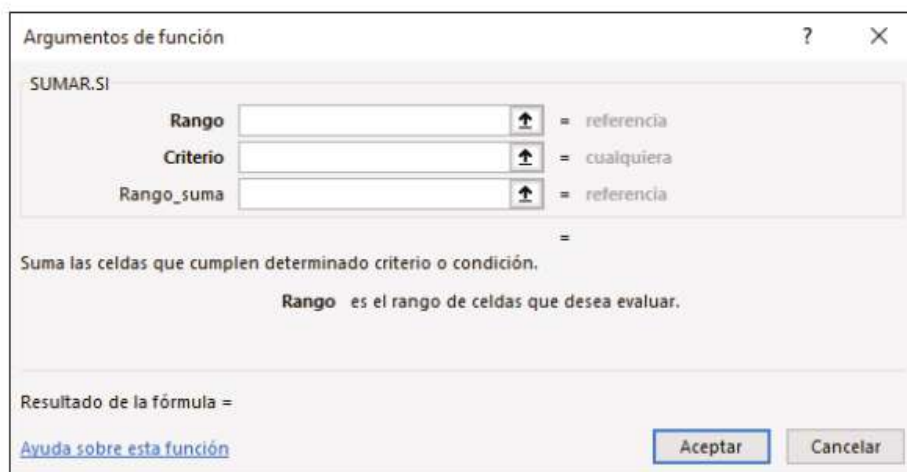 Argumentos de función ? ×
SUMAR.SI
Rango = referencia
Criterio = cualquiera
Rango_suma = referencia
=
Suma las celdas que cumplen determinado criterio o condición.
Rango es el rango de celdas que desea evaluar.
Resultado de la fórmula =
Ayuda sobre esta función Aceptar Cancelar